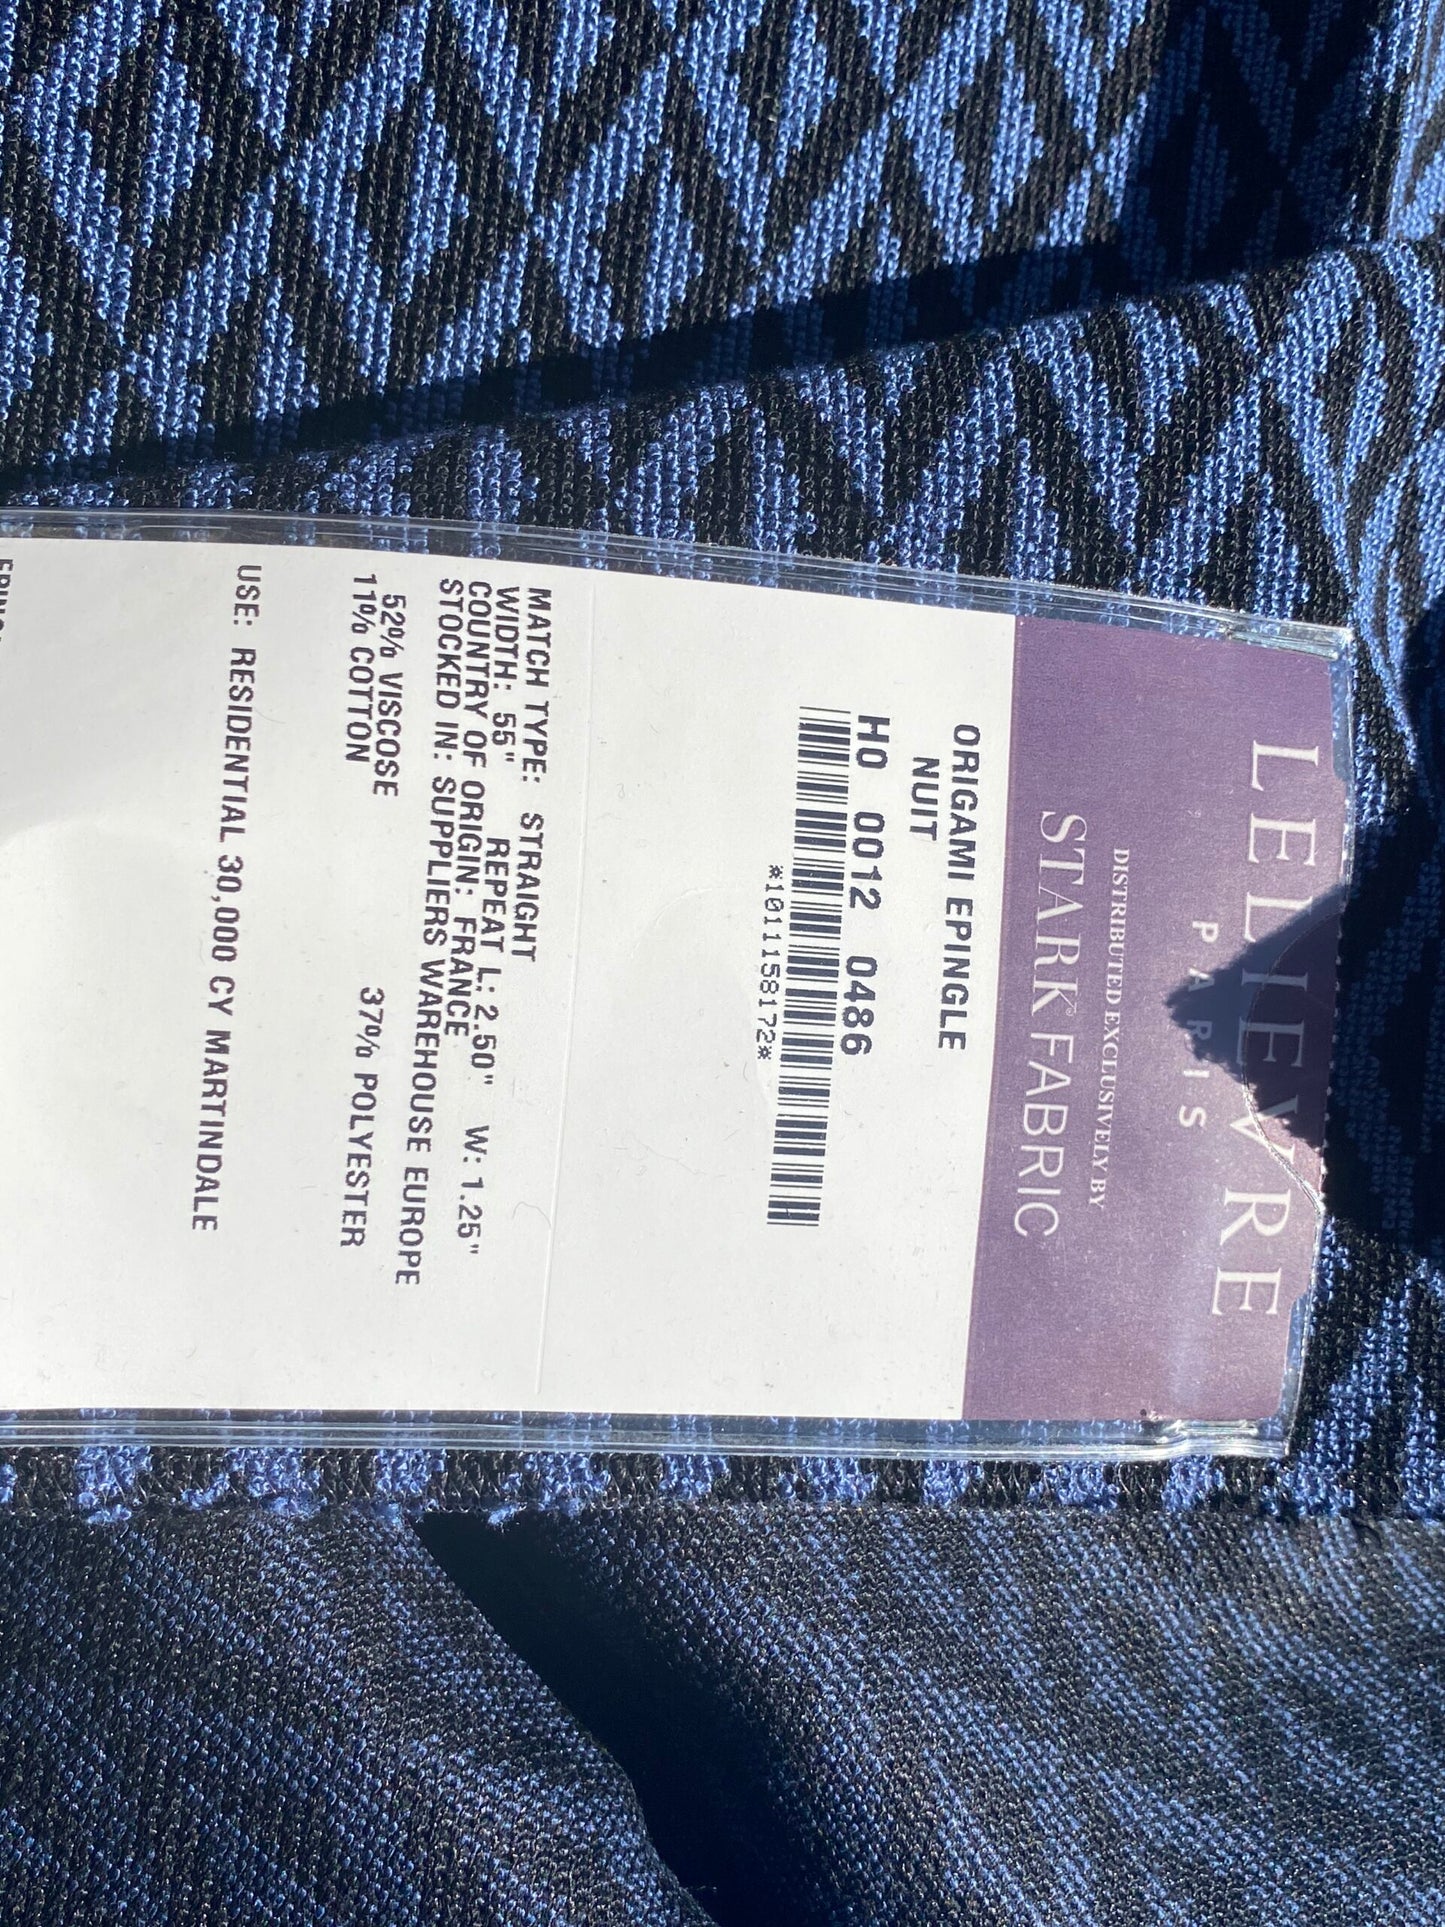 LELIEVRE
PARIS
DISTRIBUTED EXCLUSIVELY BY
STARK® FABRIC
ORIGAMI EPINGLE
NUIT
H0 0012 0486
*1011158172*
MATCH TYPE: STRAIGHT
WIDTH: 55" REPEAT L: 2.50" W: 1.25"
COUNTRY OF ORIGIN: FRANCE
STOCKED IN: SUPPLIERS WAREHOUSE EUROPE
52% VISCOSE 37% POLYESTER
11% COTTON
USE: RESIDENTIAL 30,000 CY MARTINDALE